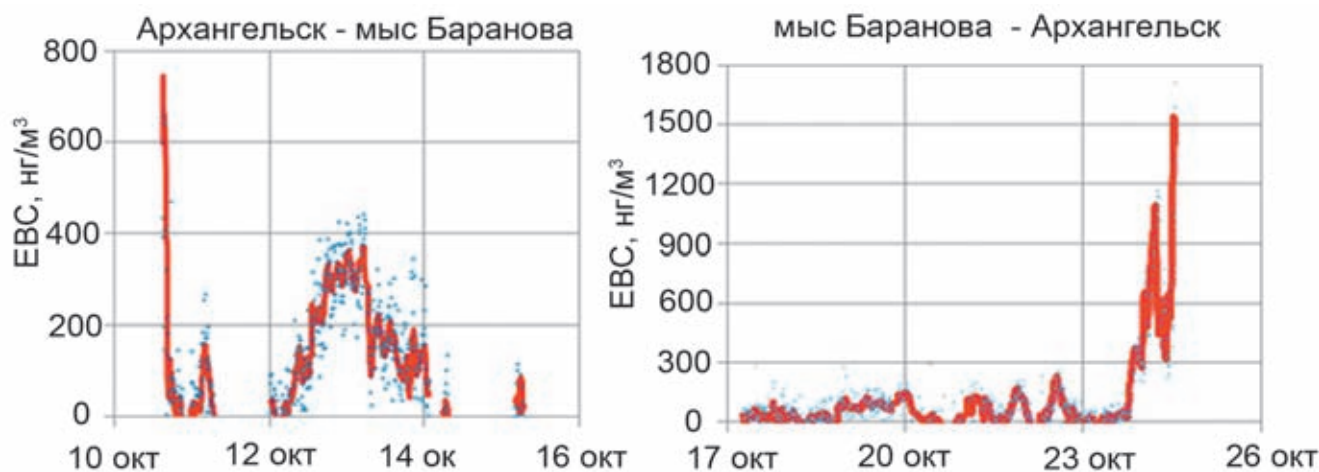 Архангельск - мыс Баранова
800
600
400
200
0
EBC, нг/м³
10 окт
12 окт
14 ок
16 окт
мыс Баранова - Архангельск
1800
1500
1200
900
600
300
0
EBC, нг/м³
17 окт
20 окт
23 окт
26 окт